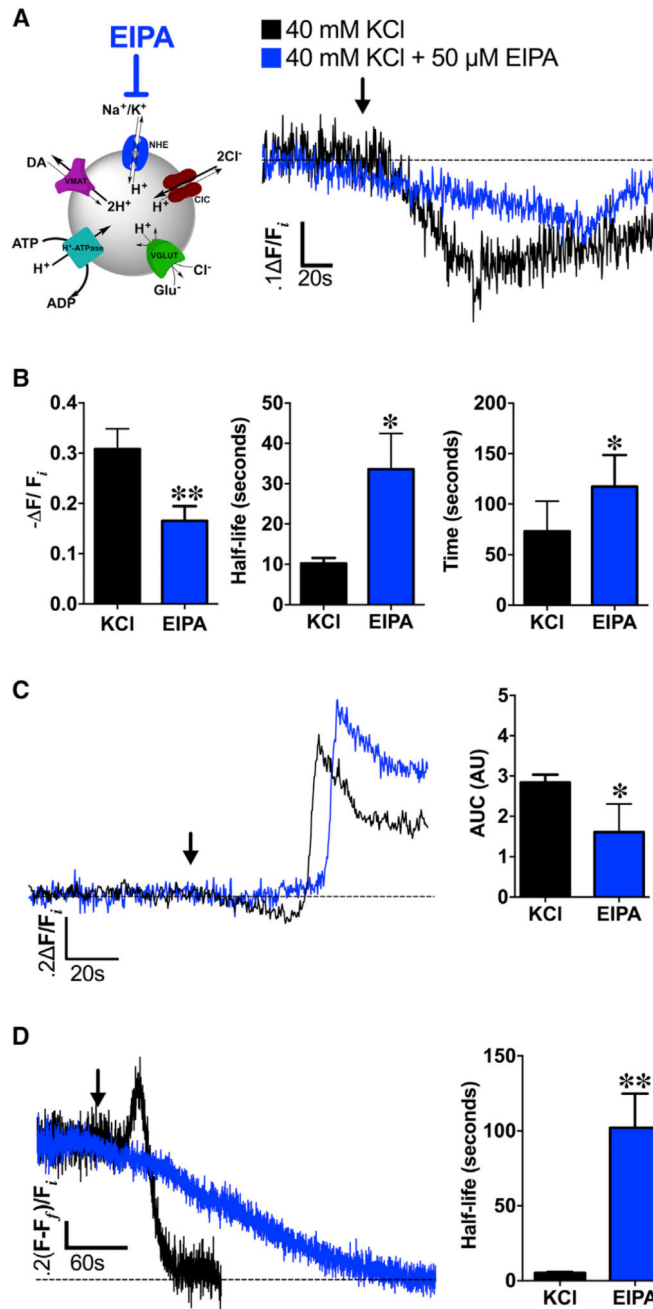 A
EIPA
Na⁺/K⁺
NHE
H⁺
DA
VMAT
2H⁺
2Cl⁻
H⁺
ClC
ATP
H⁺
H⁺-ATPase
ADP
H⁺
VGLUT
Cl⁻
Glu⁻
40 mM KCl
40 mM KCl + 50 µM EIPA
.1ΔF/Fᵢ
20s
B
-ΔF/ Fᵢ
0.4
0.3
0.2
0.1
0.0
**
KCl
EIPA
Half-life (seconds)
50
40
30
20
10
0
*
KCl
EIPA
Time (seconds)
200
150
100
50
0
*
KCl
EIPA
C
.2ΔF/Fᵢ
20s
AUC (AU)
5
4
3
3
2
1
1
0
*
KCl
EIPA
D
.2(F-F𝑓)/Fᵢ
60s
Half-life (seconds)
150
100
50
0
**
KCl
EIPA